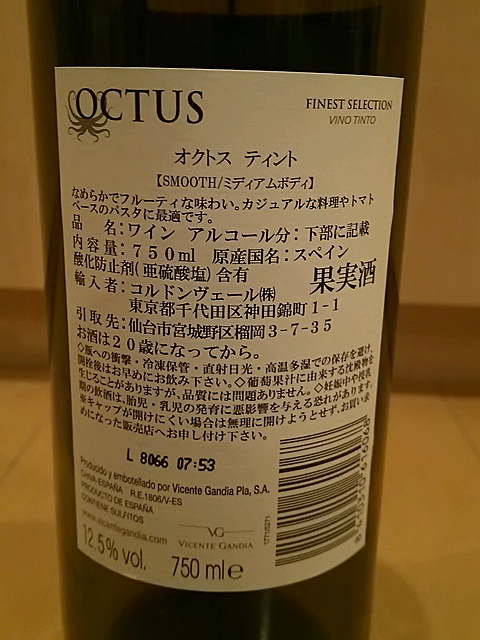 OCTUS
FINEST SELECTION
VINO TINTO
オクトス ティント
【SMOOTH/ミディアムボディ】
なめらかでフルーティな味わい。カジュアルな料理やトマト
ベースのパスタに最適です。
品 名:ワイン アルコール分:下部に記載
内容量:750ml 原産国名:スペイン
酸化防止剤(亜硫酸塩)含有 果実酒
輸入者:コルドンヴェール㈱
東京都千代田区神田錦町1-1
引取先:仙台市宮城野区榴岡3-7-35
お酒は20歳になってから。
◇瓶への衝撃・冷凍保管・直射日光・高温多湿での保存を避け、
開栓後はお早めにお飲み下さい。◇葡萄果汁に由来する沈殿物を
生じることがありますが、品質には問題ありません。◇妊娠中や授乳
期の飲酒は、胎児・乳児の発育に悪影響を与える恐れがあります。
※キャップが開けにくい場合は無理に開けようとせず、お買い求
めになった販売店へお申し付け下さい。
L 8066 07:53
Producido y embotellado por Vicente Gandia Pla, S.A.
CHIVA-ESPAÑA R.E.1806/V-ES
PRODUCTO DE ESPAÑA
CONTIENE SULFITOS
www.vicentegandia.com
VG
VICENTE GANDIA
12.5% vol. 750 ml e